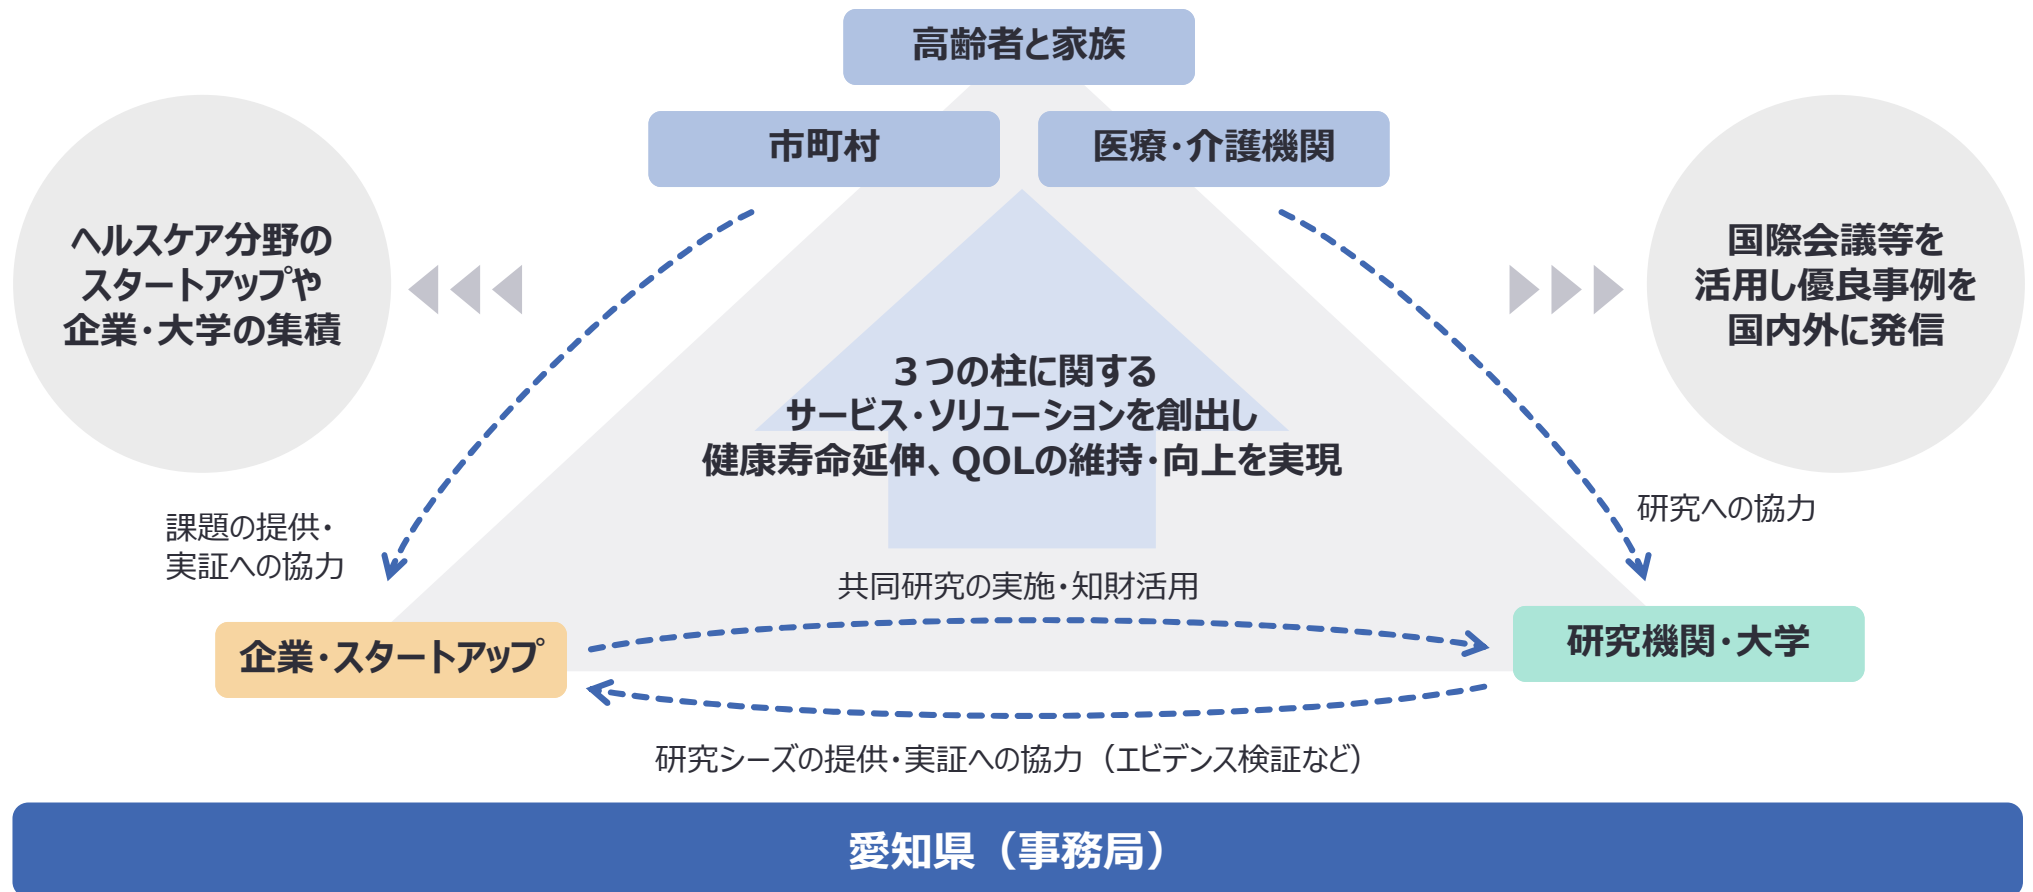 高齢者と家族
市町村
医療・介護機関
ヘルスケア分野の
スタートアップや
企業・大学の集積
国際会議等を
活用し優良事例を
国内外に発信
３つの柱に関する
サービス・ソリューションを創出し
健康寿命延伸、QOLの維持・向上を実現
課題の提供・
実証への協力
研究への協力
共同研究の実施・知財活用
企業・スタートアップ
研究機関・大学
研究シーズの提供・実証への協力（エビデンス検証など）
愛知県（事務局）